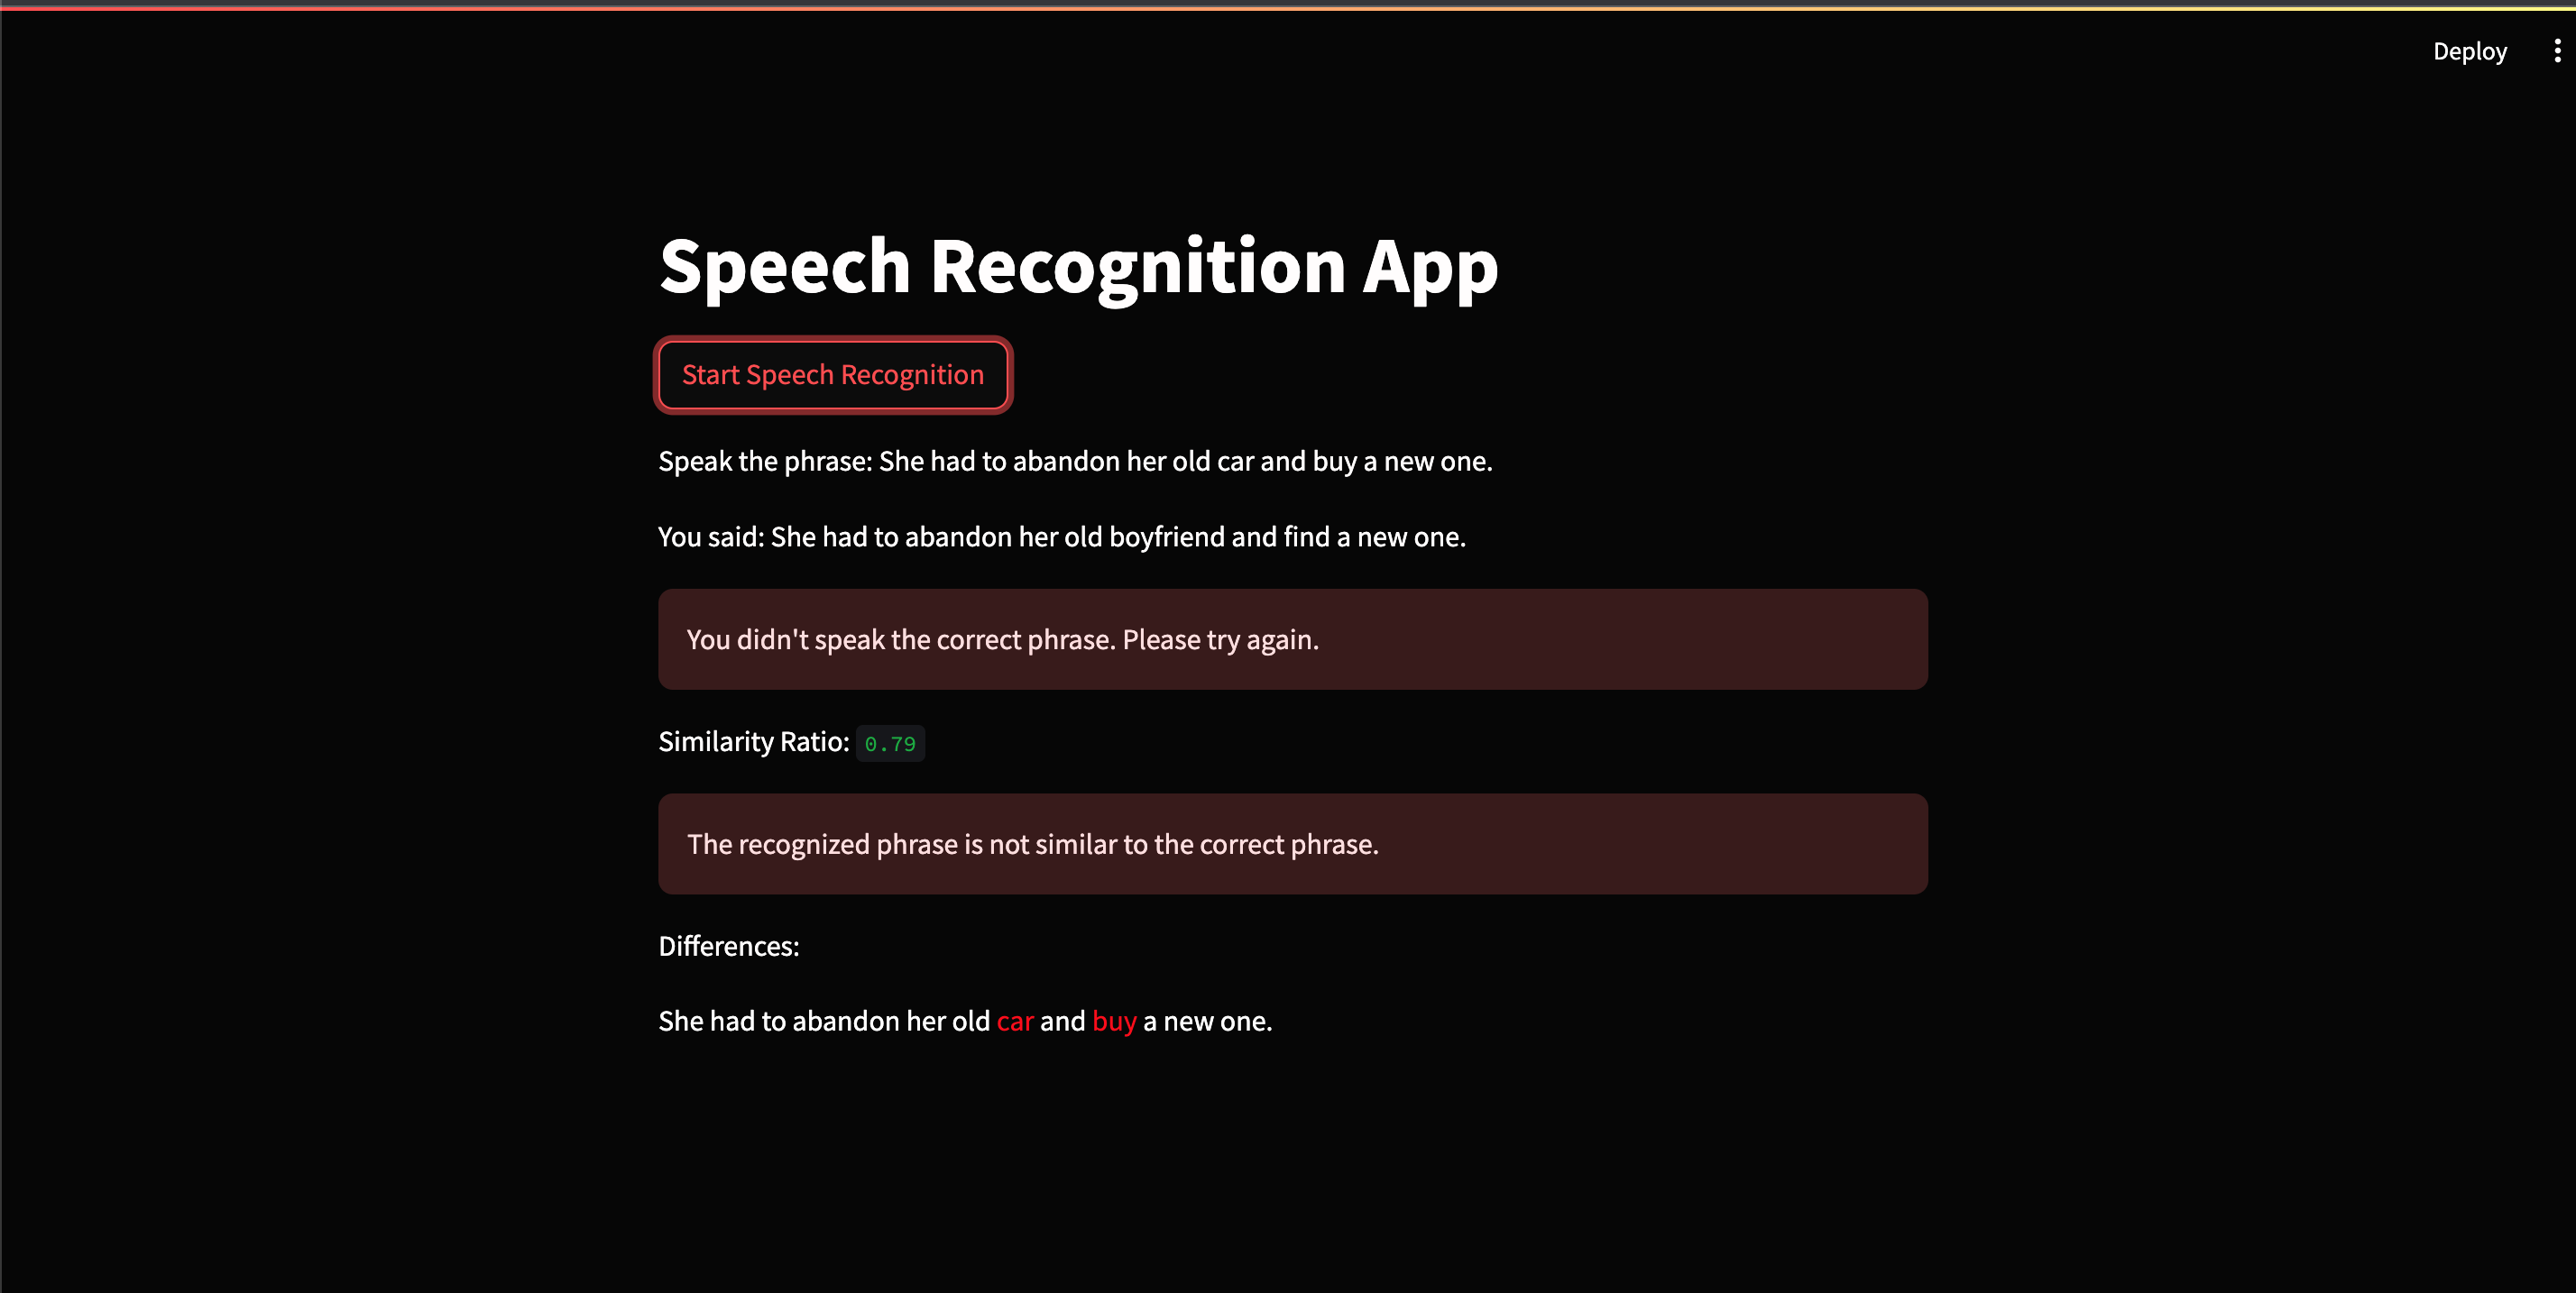 Deploy
Speech Recognition App
Start Speech Recognition
Speak the phrase: She had to abandon her old car and buy a new one.
You said: She had to abandon her old boyfriend and find a new one.
You didn't speak the correct phrase. Please try again.
Similarity Ratio: 0.79
The recognized phrase is not similar to the correct phrase.
Differences:
She had to abandon her old car and buy a new one.